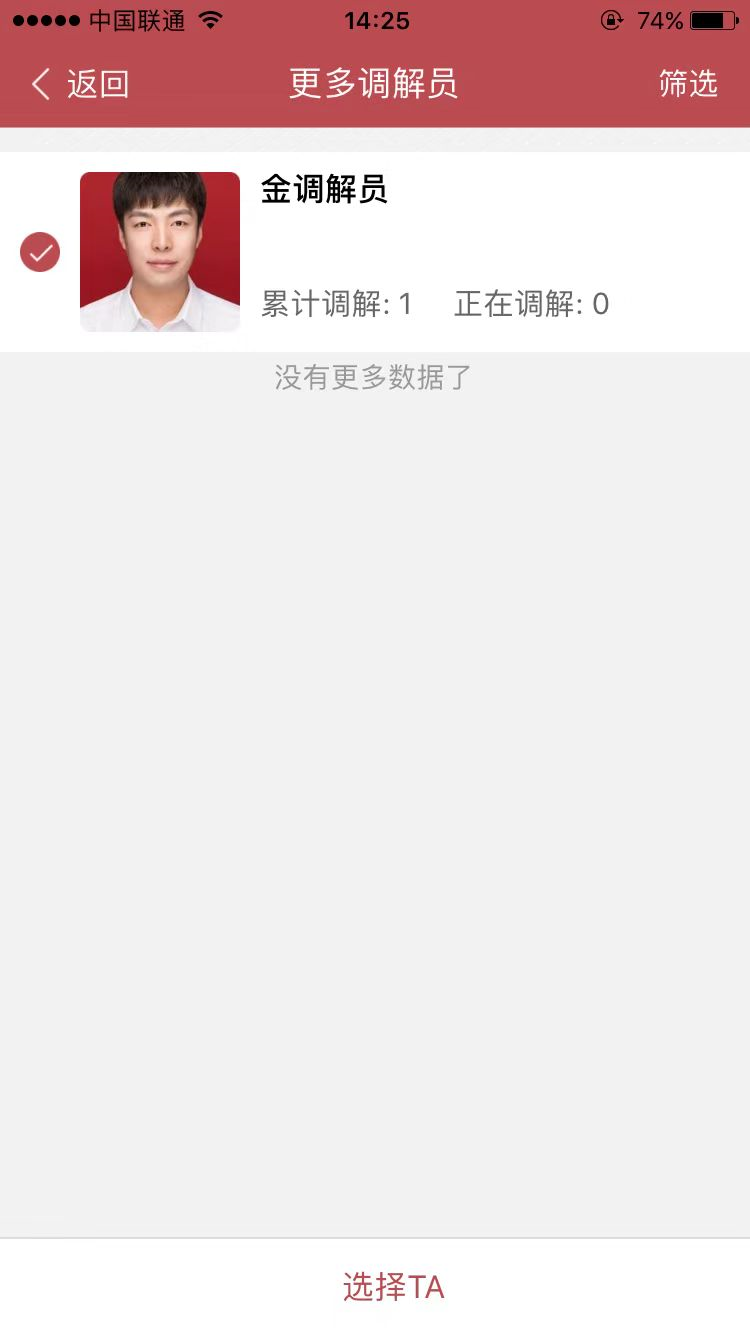 中国联通 14:25 74%
返回 更多调解员 筛选
金调解员
累计调解: 1 正在调解: 0
没有更多数据了
选择TA